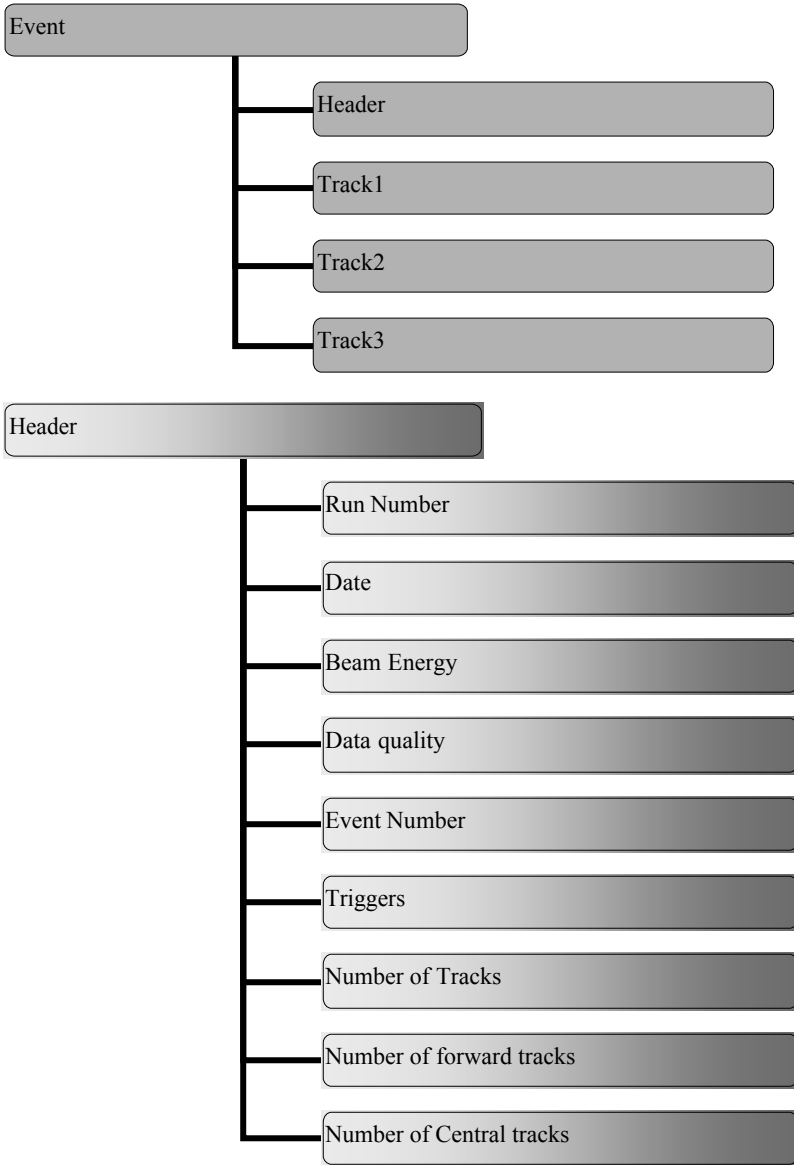 Event
Header
Track1
Track2
Track3
Header
Run Number
Date
Beam Energy
Data quality
Event Number
Triggers
Number of Tracks
Number of forward tracks
Number of Central tracks